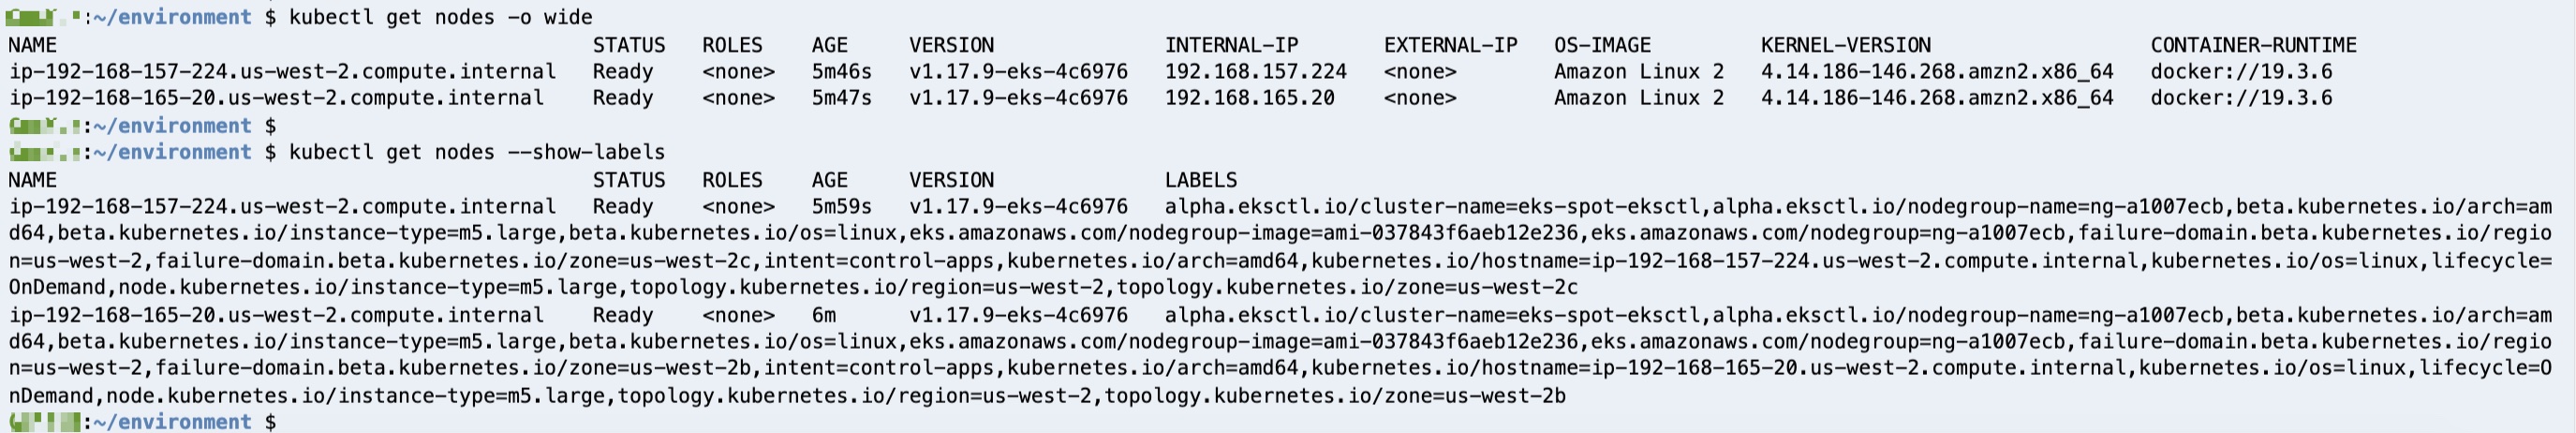 :~/environment $ kubectl get nodes -o wide
NAME STATUS ROLES AGE VERSION INTERNAL-IP EXTERNAL-IP OS-IMAGE KERNEL-VERSION CONTAINER-RUNTIME
ip-192-168-157-224.us-west-2.compute.internal Ready <none> 5m46s v1.17.9-eks-4c6976 192.168.157.224 <none> Amazon Linux 2 4.14.186-146.268.amzn2.x86_64 docker://19.3.6
ip-192-168-165-20.us-west-2.compute.internal Ready <none> 5m47s v1.17.9-eks-4c6976 192.168.165.20 <none> Amazon Linux 2 4.14.186-146.268.amzn2.x86_64 docker://19.3.6
:~/environment $
:~/environment $ kubectl get nodes --show-labels
NAME STATUS ROLES AGE VERSION LABELS
ip-192-168-157-224.us-west-2.compute.internal Ready <none> 5m59s v1.17.9-eks-4c6976 alpha.eksctl.io/cluster-name=eks-spot-eksctl,alpha.eksctl.io/nodegroup-name=ng-a1007ecb,beta.kubernetes.io/arch=am
d64,beta.kubernetes.io/instance-type=m5.large,beta.kubernetes.io/os=linux,eks.amazonaws.com/nodegroup-image=ami-037843f6aeb12e236,eks.amazonaws.com/nodegroup=ng-a1007ecb,failure-domain.beta.kubernetes.io/regio
n=us-west-2,failure-domain.beta.kubernetes.io/zone=us-west-2c,intent=control-apps,kubernetes.io/arch=amd64,kubernetes.io/hostname=ip-192-168-157-224.us-west-2.compute.internal,kubernetes.io/os=linux,lifecycle=
OnDemand,node.kubernetes.io/instance-type=m5.large,topology.kubernetes.io/region=us-west-2,topology.kubernetes.io/zone=us-west-2c
ip-192-168-165-20.us-west-2.compute.internal Ready <none> 6m v1.17.9-eks-4c6976 alpha.eksctl.io/cluster-name=eks-spot-eksctl,alpha.eksctl.io/nodegroup-name=ng-a1007ecb,beta.kubernetes.io/arch=am
d64,beta.kubernetes.io/instance-type=m5.large,beta.kubernetes.io/os=linux,eks.amazonaws.com/nodegroup-image=ami-037843f6aeb12e236,eks.amazonaws.com/nodegroup=ng-a1007ecb,failure-domain.beta.kubernetes.io/regio
n=us-west-2,failure-domain.beta.kubernetes.io/zone=us-west-2b,intent=control-apps,kubernetes.io/arch=amd64,kubernetes.io/hostname=ip-192-168-165-20.us-west-2.compute.internal,kubernetes.io/os=linux,lifecycle=O
nDemand,node.kubernetes.io/instance-type=m5.large,topology.kubernetes.io/region=us-west-2,topology.kubernetes.io/zone=us-west-2b
:~/environment $